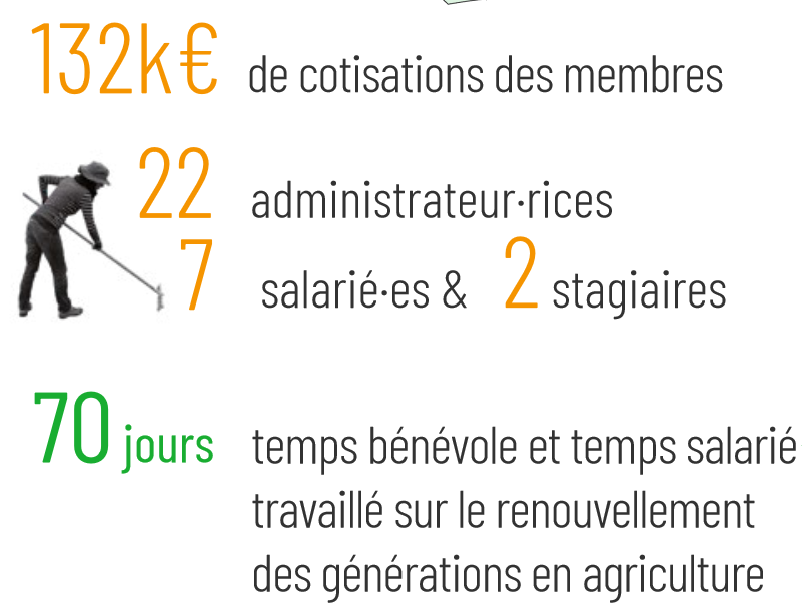 132k€ de cotisations des membres
22 administrateur·rices
7 salarié·es & 2 stagiaires
70 jours temps bénévole et temps salarié
travaillé sur le renouvellement
des générations en agriculture